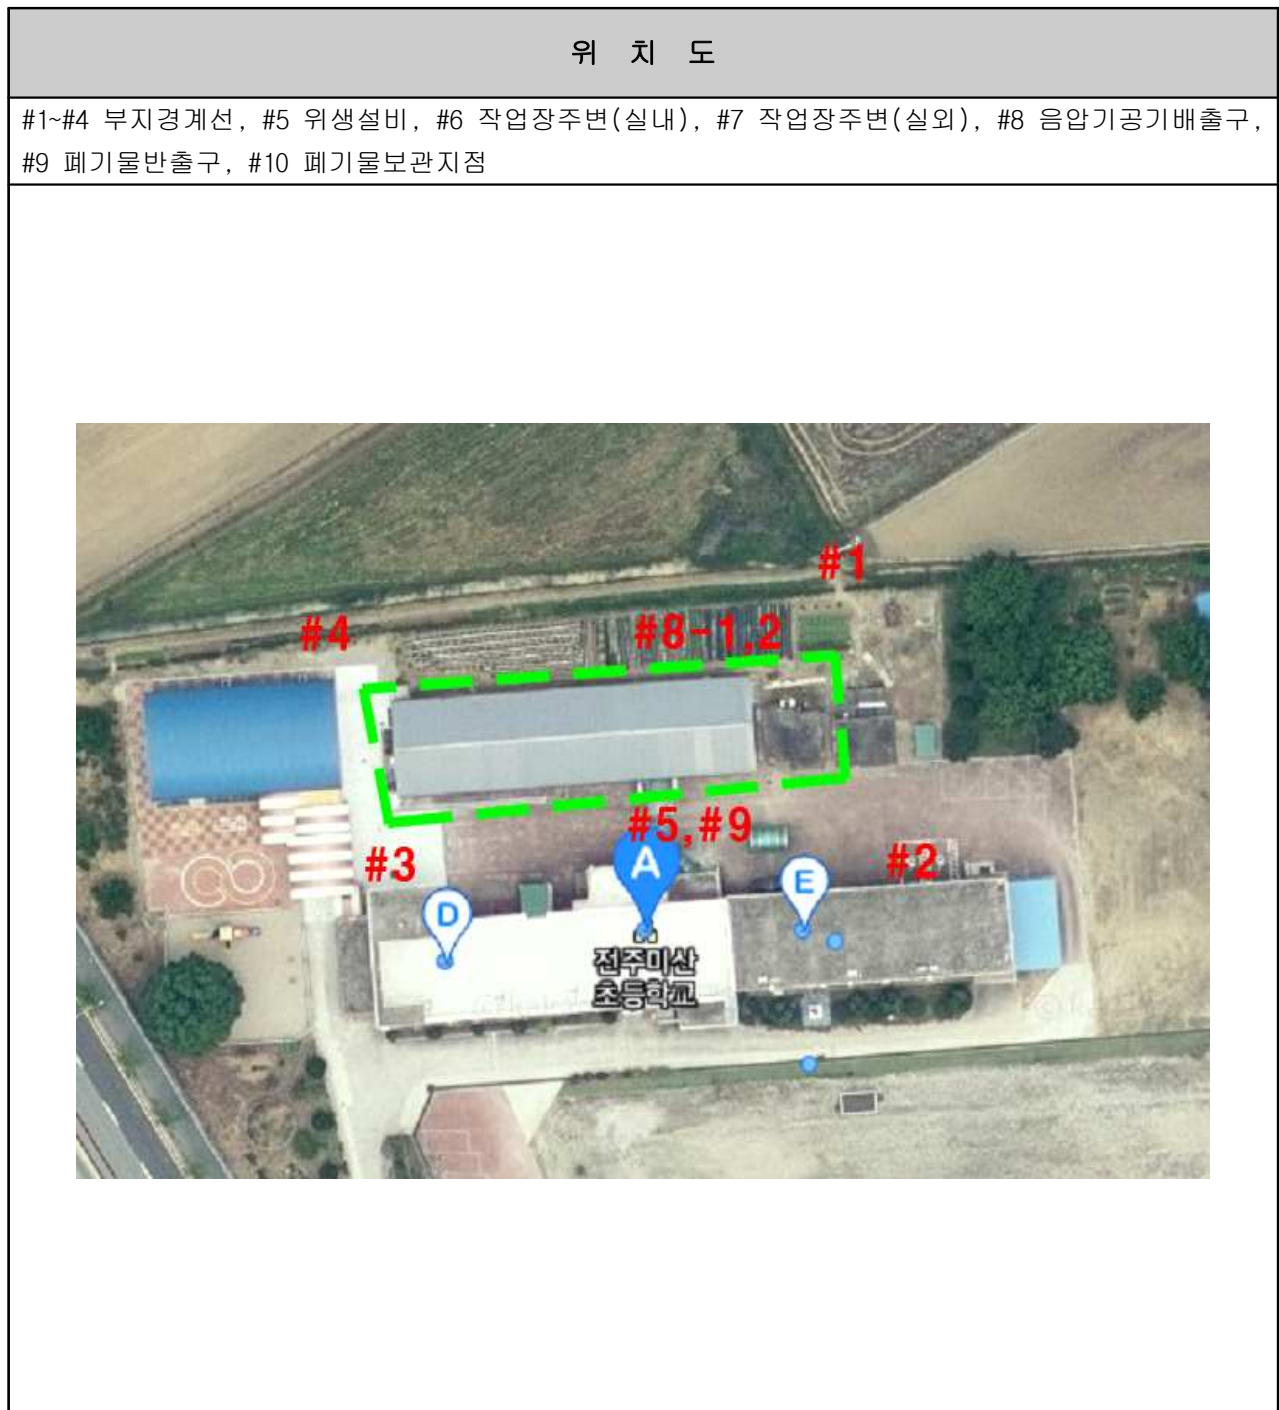 위 치 도
#1~#4 부지경계선, #5 위생설비, #6 작업장주변(실내), #7 작업장주변(실외), #8 음압기공기배출구,
#9 폐기물반출구, #10 폐기물보관지점
#1
#4
#8-1,2
#5,#9
#3
#2
A
E
D
전주미산
초등학교